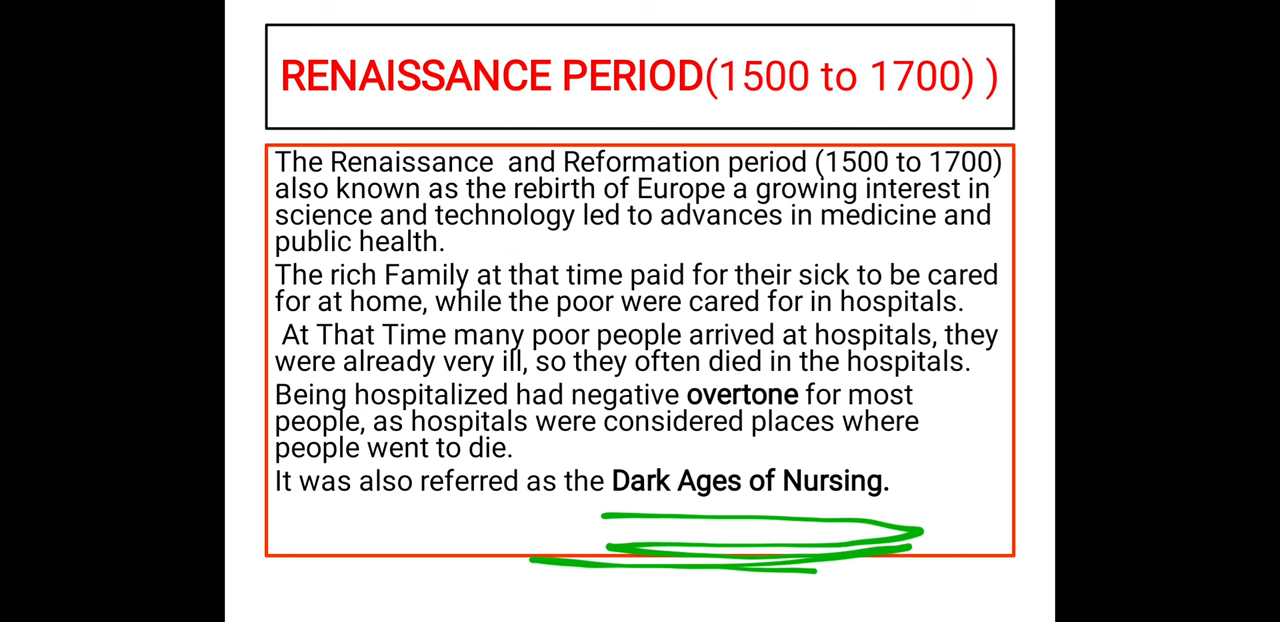 RENAISSANCE PERIOD(1500 to 1700) )
The Renaissance and Reformation period (1500 to 1700)
also known as the rebirth of Europe a growing interest in
science and technology led to advances in medicine and
public health.
The rich Family at that time paid for their sick to be cared
for at home, while the poor were cared for in hospitals.
At That Time many poor people arrived at hospitals, they
were already very ill, so they often died in the hospitals.
Being hospitalized had negative overtone for most
people, as hospitals were considered places where
people went to die.
It was also referred as the Dark Ages of Nursing.